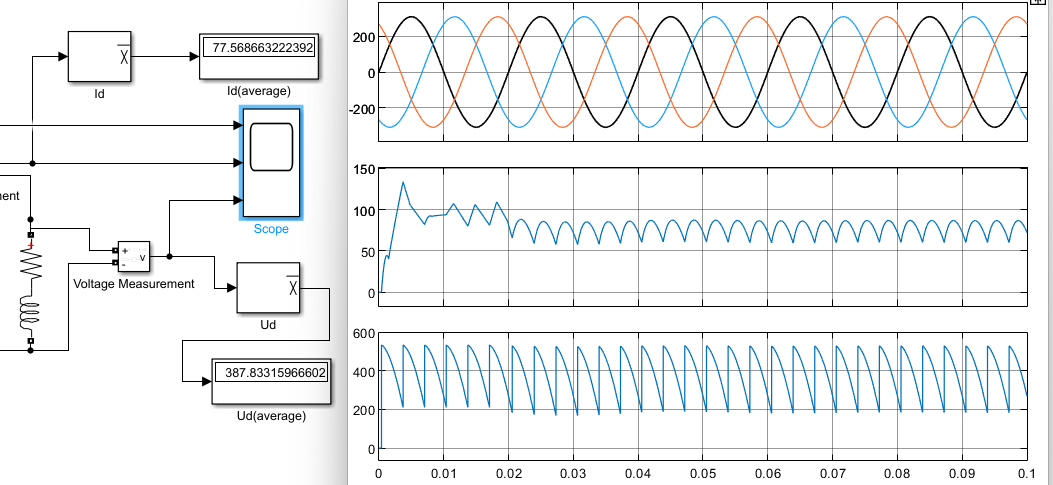 77.568663222392
Id
Id(average)
Scope
ent
+
+
-
v
Voltage Measurement
X
X
Ud
387.83315966602
Ud(average)
200
0
-200
150
100
50
0
600
400
200
0
0 0.01 0.02 0.03 0.04 0.05 0.06 0.07 0.08 0.09 0.1